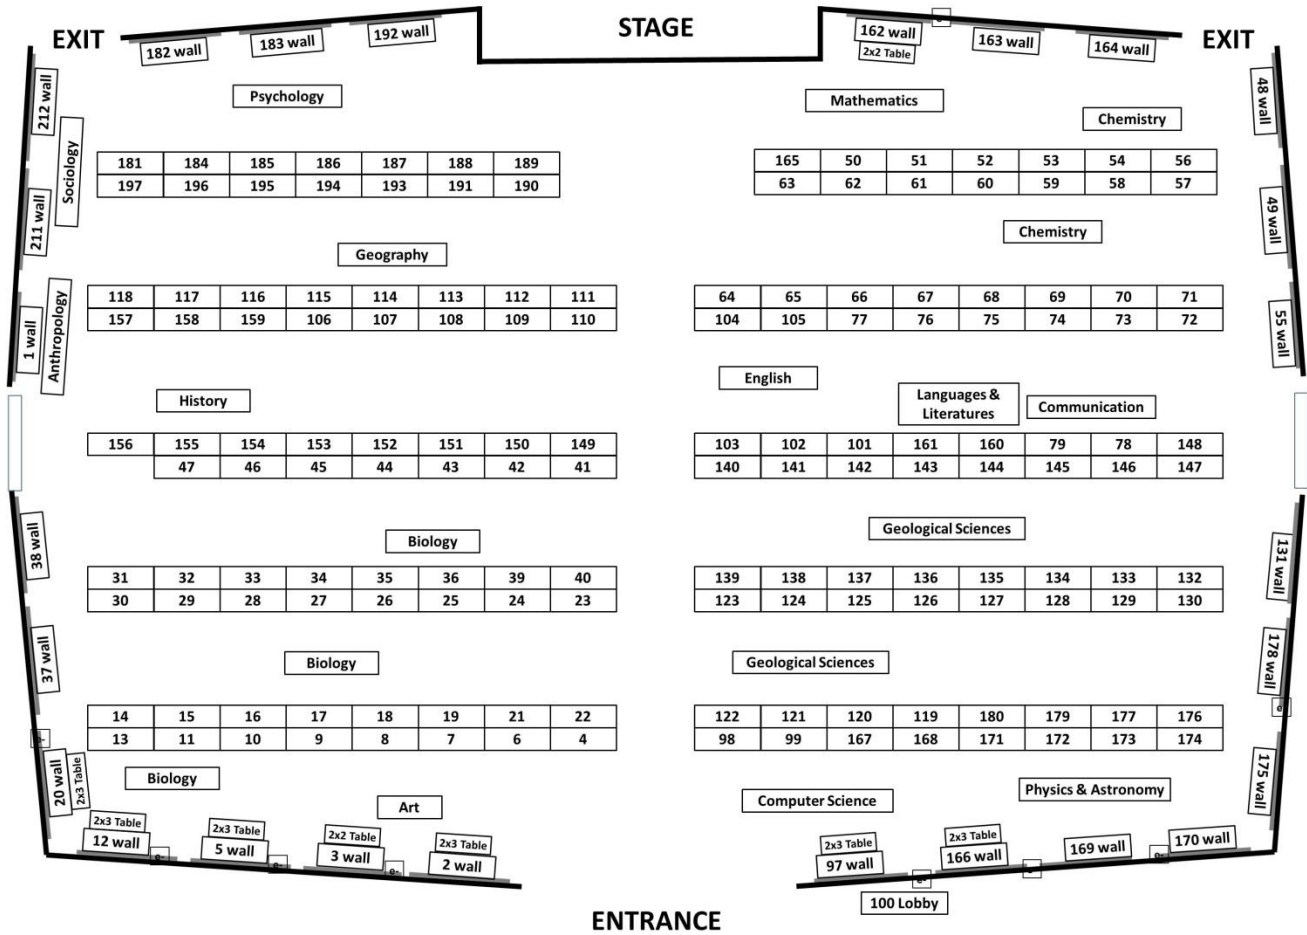 STAGE
EXIT
EXIT
182 wall
183 wall
192 wall
162 wall
2x2 Table
e-
163 wall
164 wall
212 wall
Sociology
211 wall
1 wall
Anthropology
48 wall
49 wall
55 wall
Psychology
Mathematics
Chemistry
181 184 185 186 187 188 189
197 196 195 194 193 191 190
165 50 51 52 53 54 56
63 62 61 60 59 58 57
Geography
Chemistry
118 117 116 115 114 113 112 111
157 158 159 106 107 108 109 110
64 65 66 67 68 69 70 71
104 105 77 76 75 74 73 72
History
English
Languages &
Literatures
Communication
156 155 154 153 152 151 150 149
47 46 45 44 43 42 41
103 102 101 161 160 79 78 148
140 141 142 143 144 145 146 147
38 wall
37 wall
131 wall
178 wall
e-
Biology
Geological Sciences
31 32 33 34 35 36 39 40
30 29 28 27 26 25 24 23
139 138 137 136 135 134 133 132
123 124 125 126 127 128 129 130
Biology
Geological Sciences
14 15 16 17 18 19 21 22
13 11 10 9 8 7 6 4
122 121 120 119 180 179 177 176
98 99 167 168 171 172 173 174
e-
20 wall
2x3 Table
175 wall
Biology
Art
Computer Science
Physics & Astronomy
2x3 Table
12 wall
e-
2x3 Table
5 wall
e-
2x2 Table
3 wall
e-
2x3 Table
2 wall
2x3 Table
97 wall
e-
2x3 Table
166 wall
e-
169 wall
e-
170 wall
100 Lobby
ENTRANCE